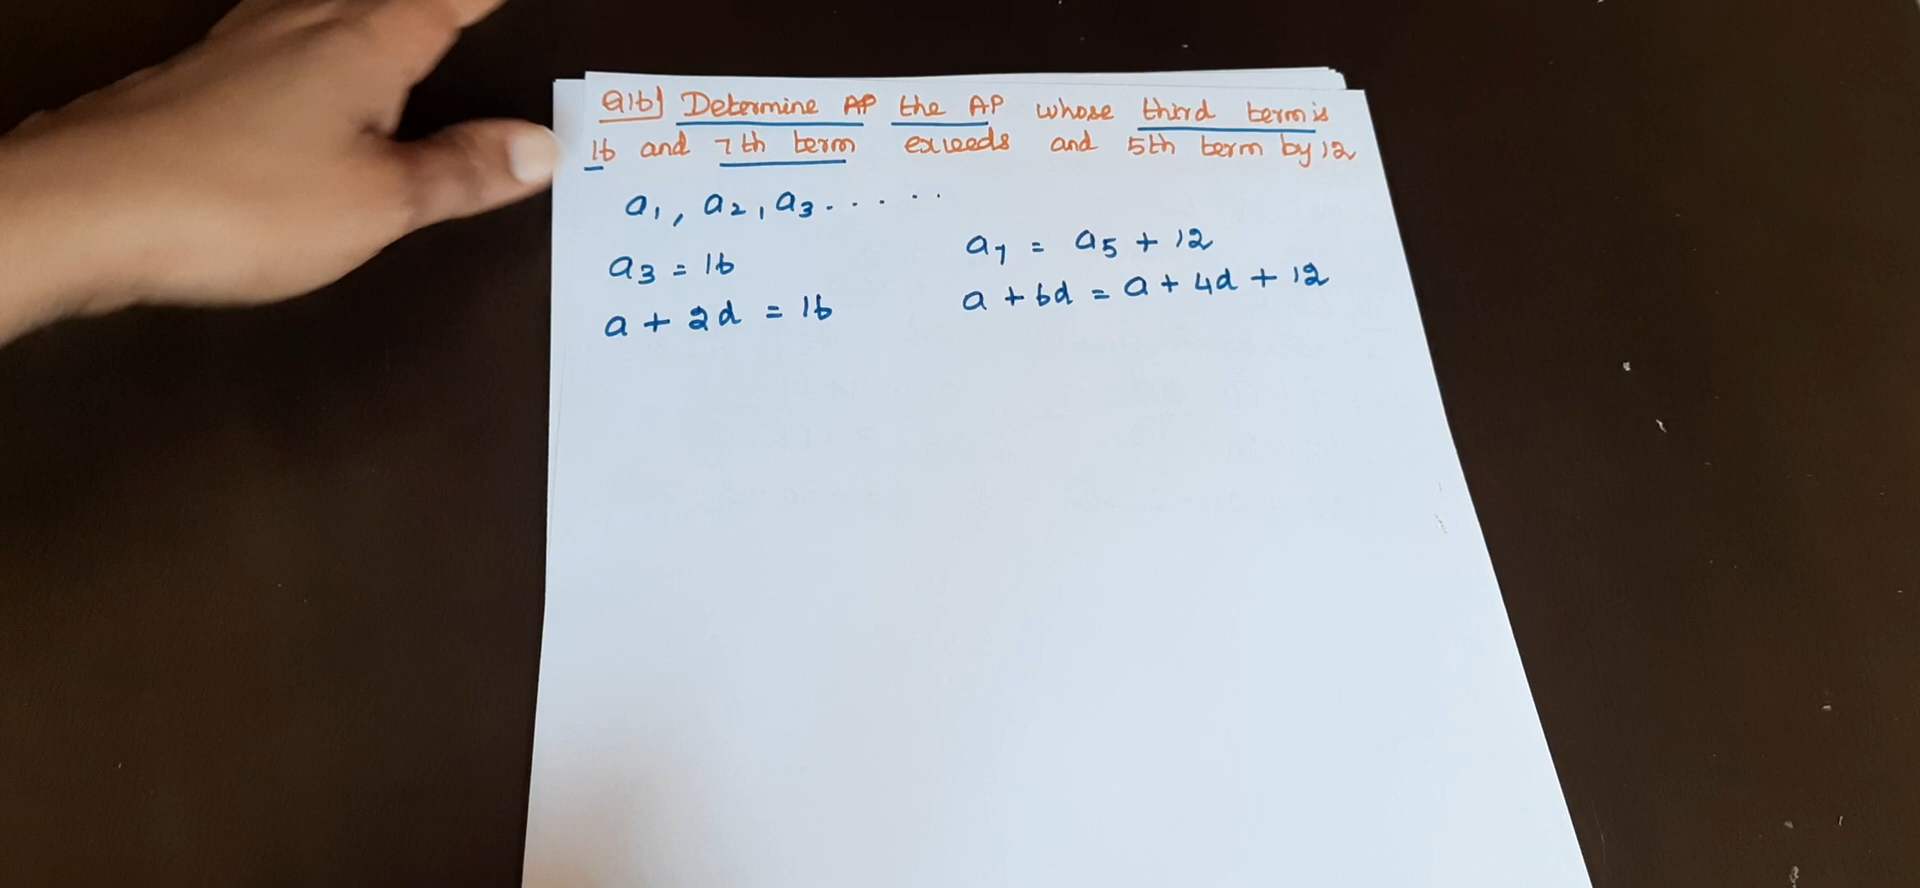 Q16) Determine AP the AP whose third term is
16 and 7th term exceeds and 5th term by 12
a1, a2, a3 . . . . .
a3 = 16
a7 = a5 + 12
a + 2d = 16
a + 6d = a + 4d + 12